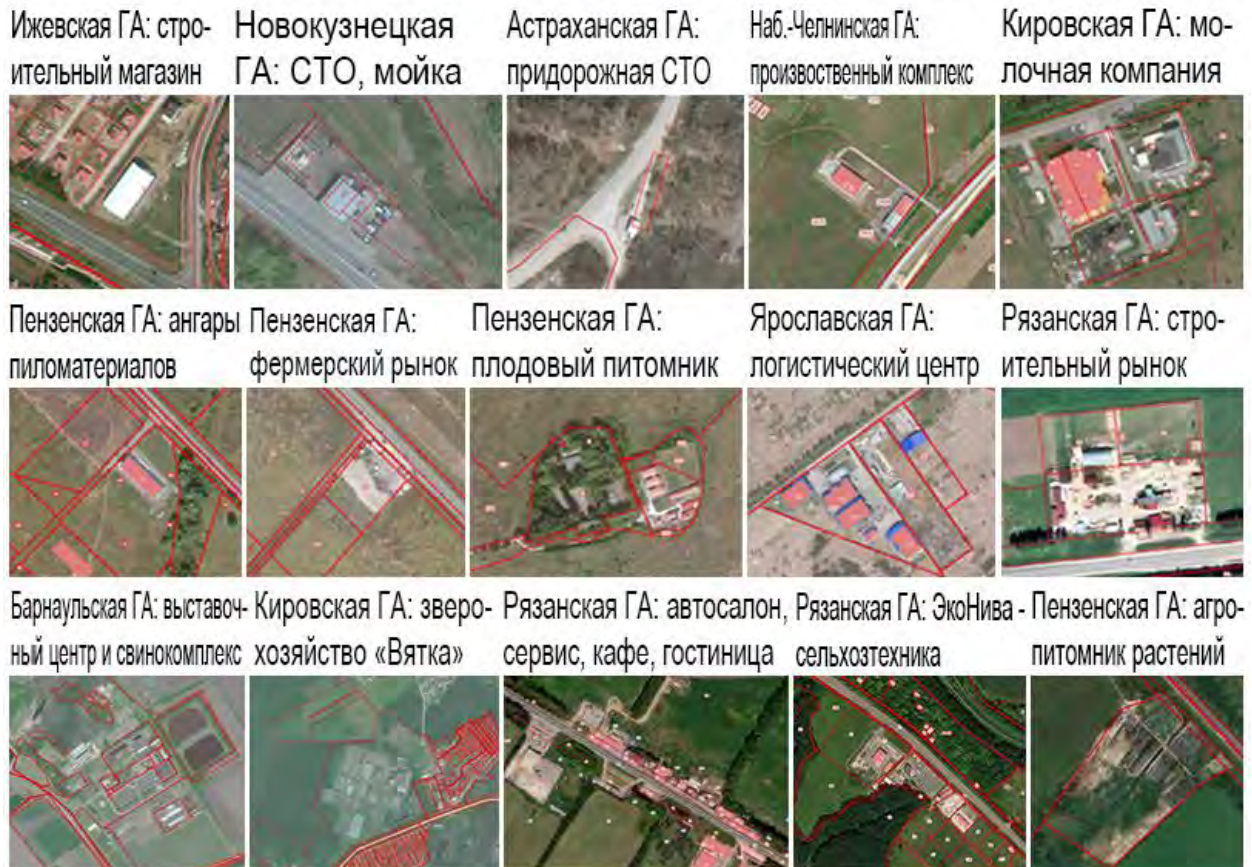 Ижевская ГА: стро-
ительный магазин
Новокузнецкая
ГА: СТО, мойка
Астраханская ГА:
придорожная СТО
Наб.-Челнинская ГА:
произвоственный комплекс
Кировская ГА: мо-
лочная компания
Пензенская ГА: ангары
пиломатериалов
Пензенская ГА:
фермерский рынок
Пензенская ГА:
плодовый питомник
Ярославская ГА:
логистический центр
Рязанская ГА: стро-
ительный рынок
Барнаульская ГА: выставоч-
ный центр и свинокомплекс
Кировская ГА: зверо-
хозяйство «Вятка»
Рязанская ГА: автосалон,
сервис, кафе, гостиница
Рязанская ГА: ЭкоНива -
сельхозтехника
Пензенская ГА: агро-
питомник растений